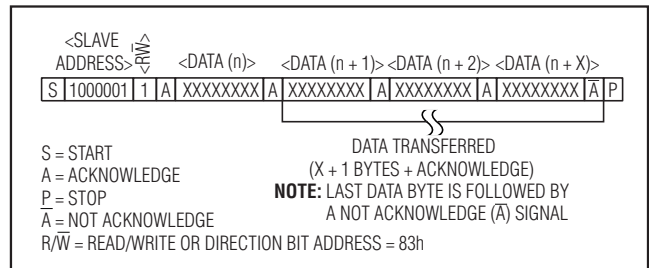 <SLAVE
ADDRESS> <R/W̅> <DATA (n)> <DATA (n + 1)> <DATA (n + 2)> <DATA (n + X)>
S 1000001 1 A XXXXXXXX A XXXXXXXX A XXXXXXXX A XXXXXXXX A̅ P
S = START
A = ACKNOWLEDGE
P = STOP
A̅ = NOT ACKNOWLEDGE
R/W̅ = READ/WRITE OR DIRECTION BIT ADDRESS = 83h
DATA TRANSFERRED
(X + 1 BYTES + ACKNOWLEDGE)
NOTE: LAST DATA BYTE IS FOLLOWED BY
A NOT ACKNOWLEDGE (A̅) SIGNAL